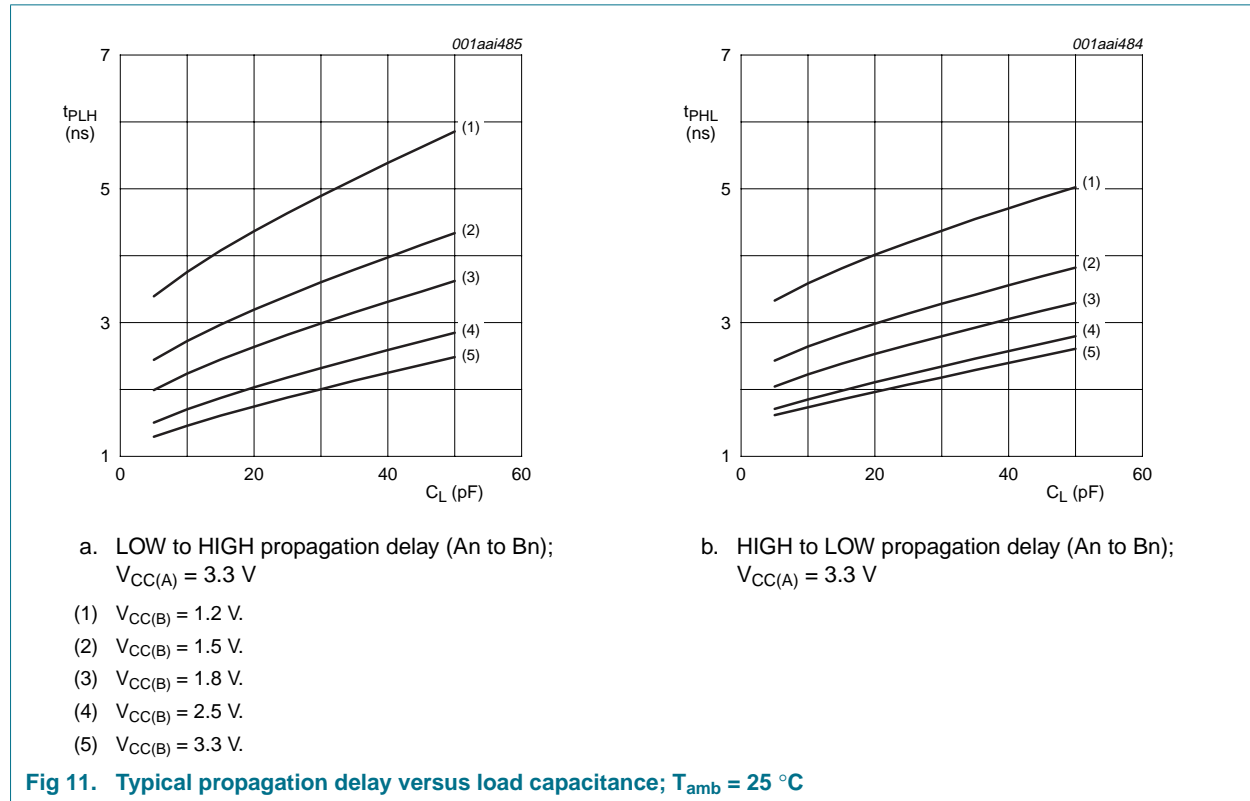 001aai485
7
5
3
1
tPLH
(ns)
(1)
(2)
(3)
(4)
(5)
0
20
40
60
CL (pF)
a. LOW to HIGH propagation delay (An to Bn);
VCC(A) = 3.3 V
001aai484
7
5
3
1
tPHL
(ns)
(1)
(2)
(3)
(4)
(5)
0
20
40
60
CL (pF)
b. HIGH to LOW propagation delay (An to Bn);
VCC(A) = 3.3 V
(1) VCC(B) = 1.2 V.
(2) VCC(B) = 1.5 V.
(3) VCC(B) = 1.8 V.
(4) VCC(B) = 2.5 V.
(5) VCC(B) = 3.3 V.
Fig 11. Typical propagation delay versus load capacitance; Tamb = 25 °C